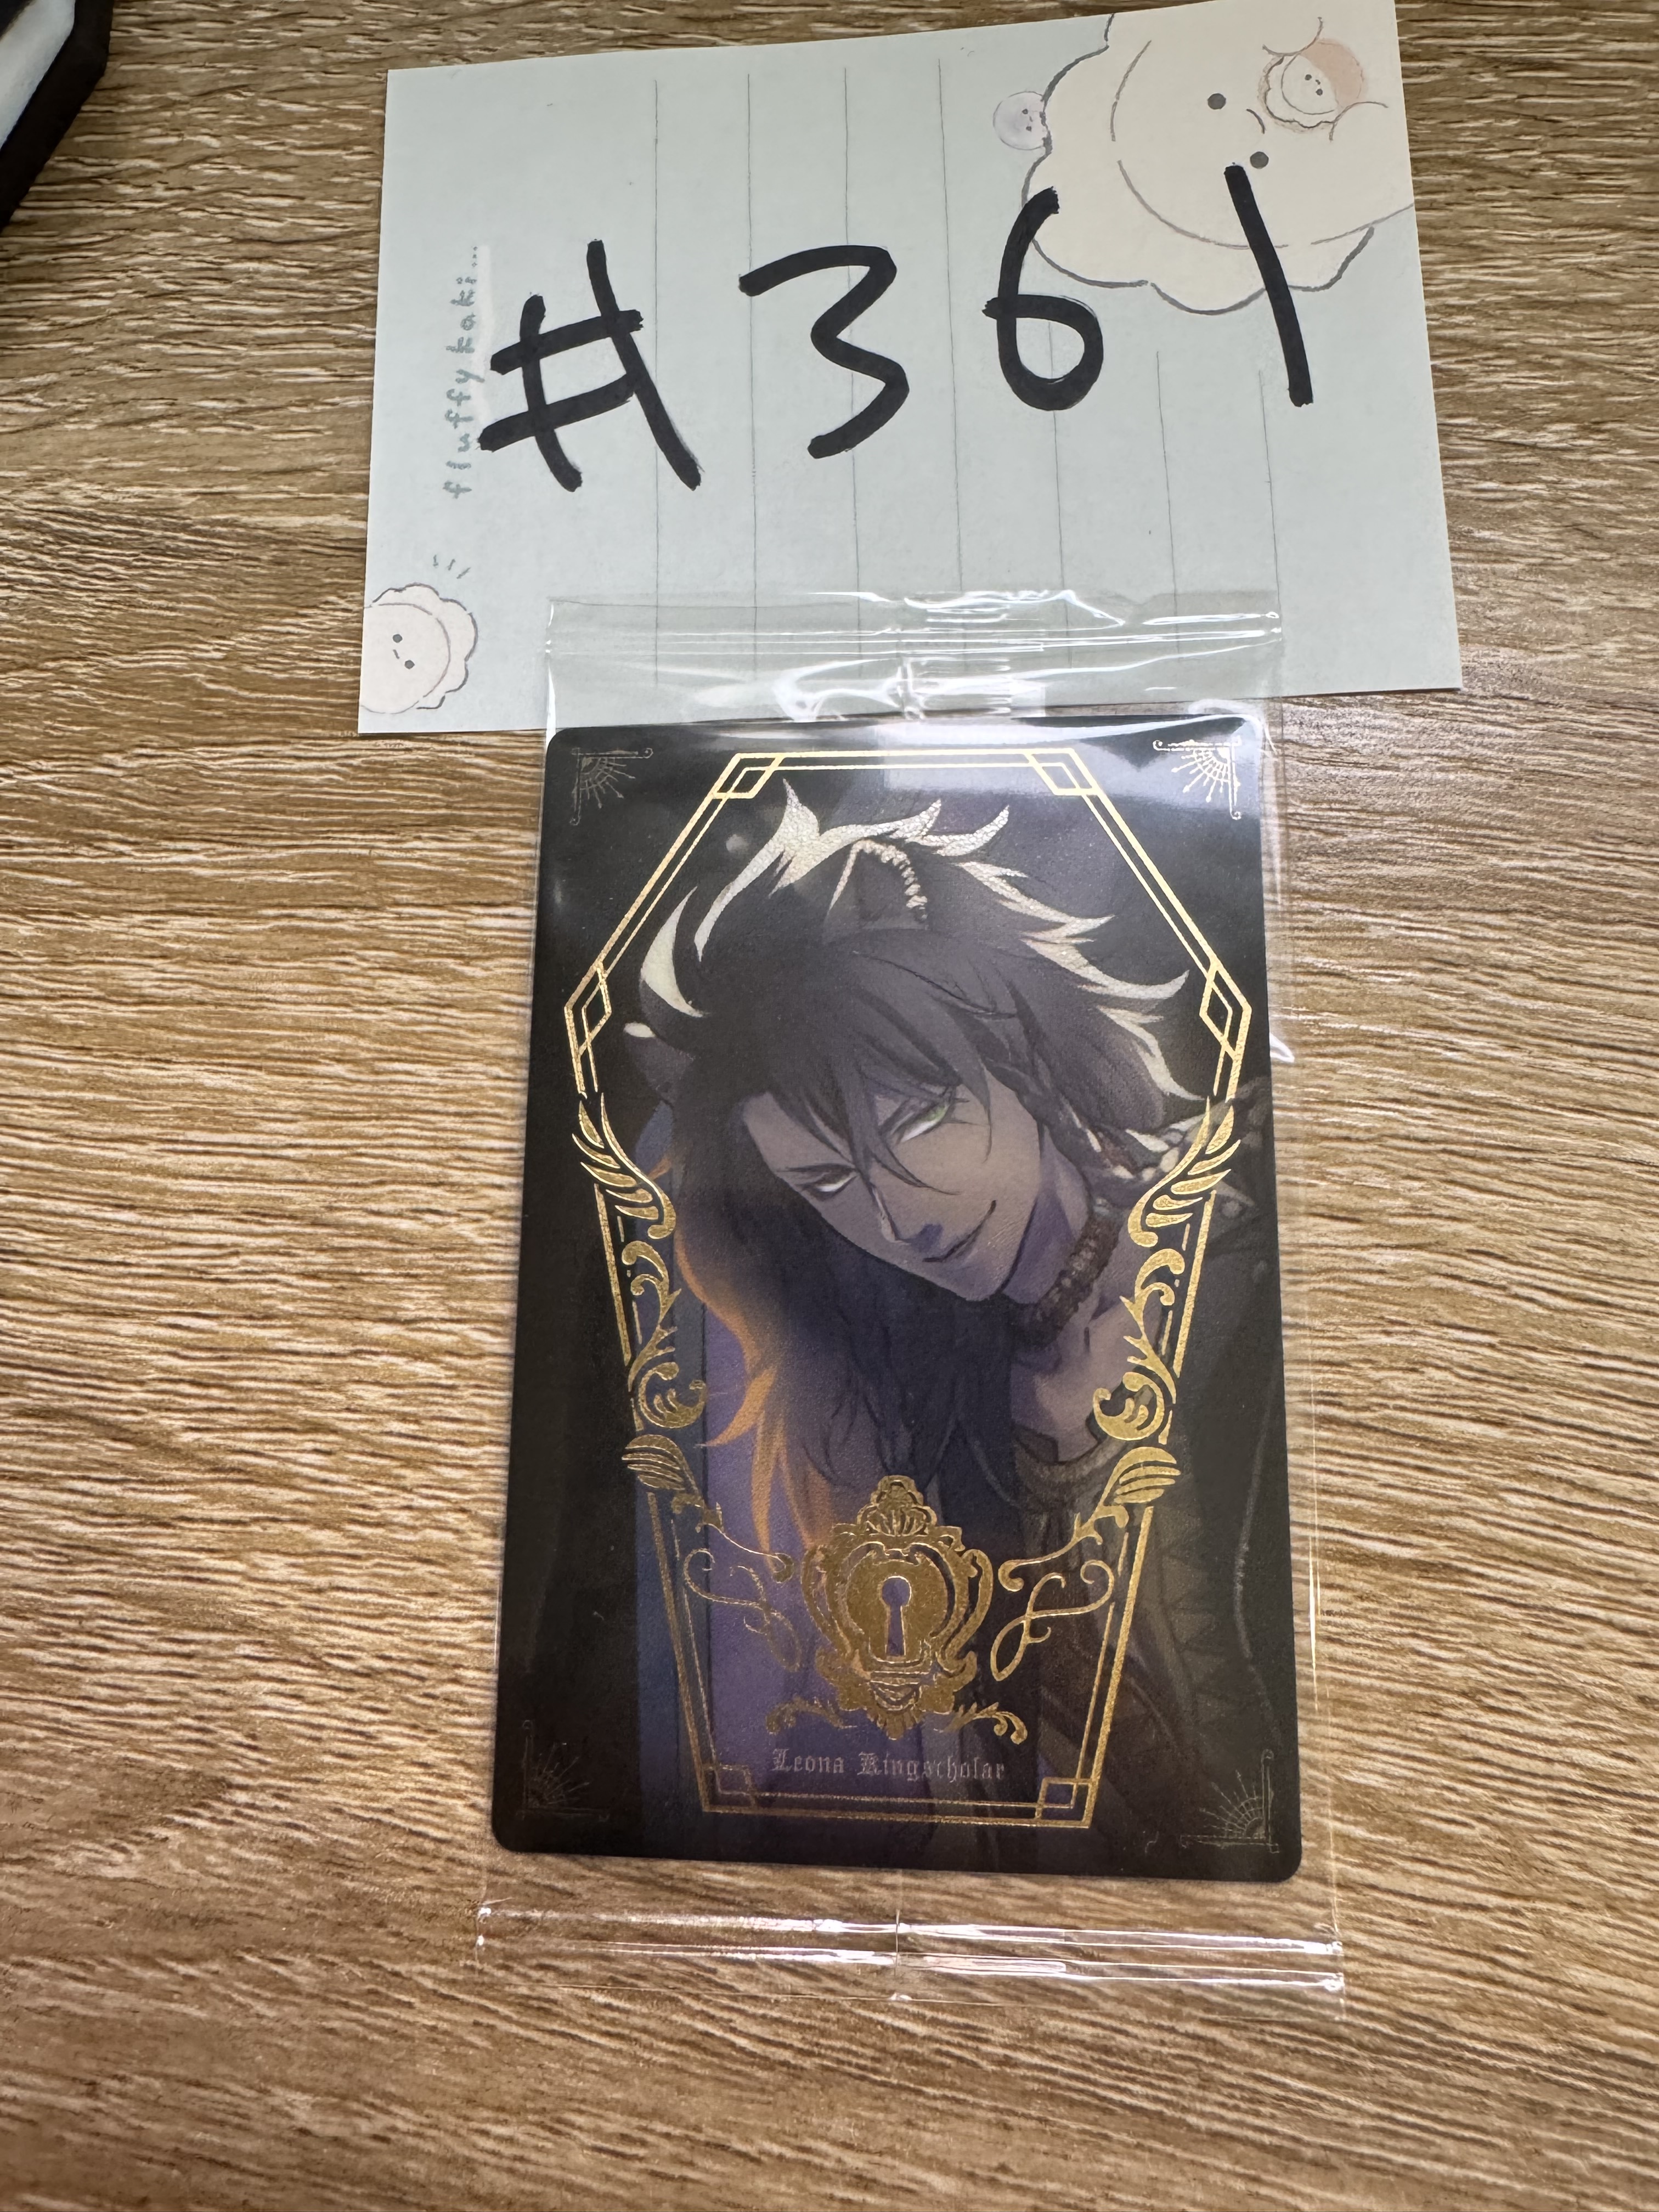 #361
fluffy kaki...
Leona Kingscholar